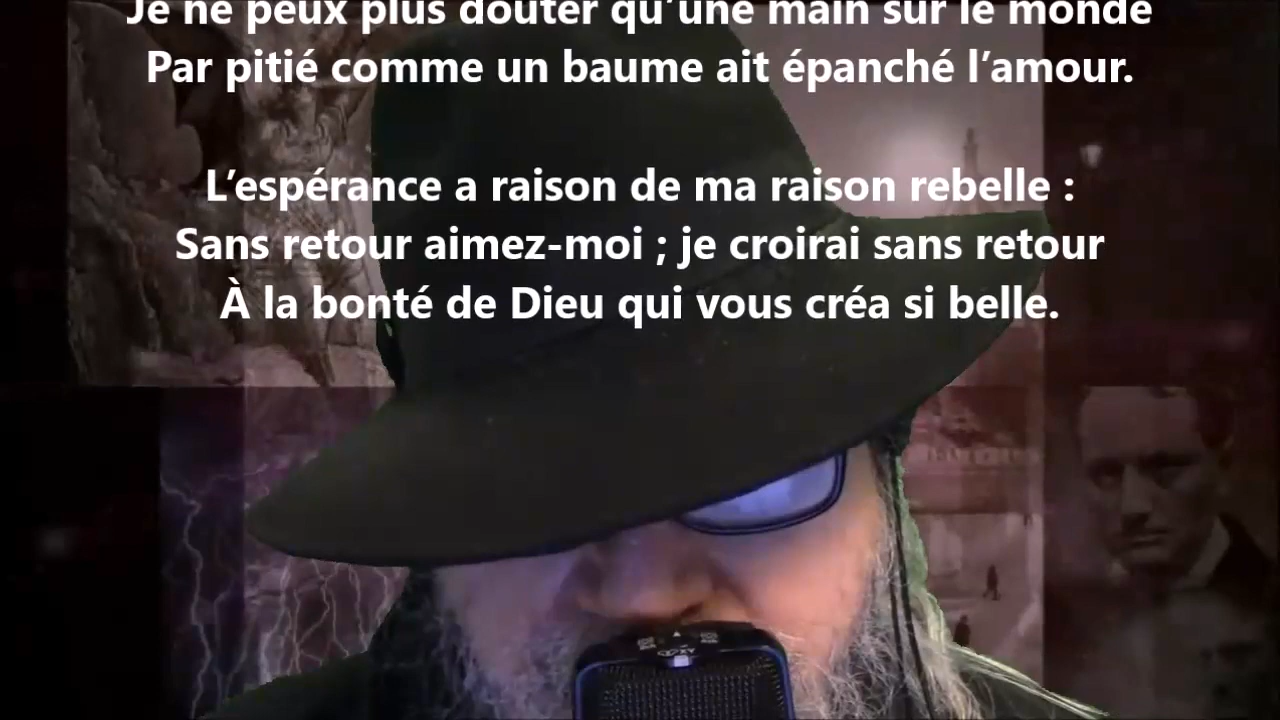 Je ne peux plus douter qu’une main sur le monde
Par pitié comme un baume ait épanché l’amour.
L’espérance a raison de ma raison rebelle :
Sans retour aimez-moi ; je croirai sans retour
À la bonté de Dieu qui vous créa si belle.